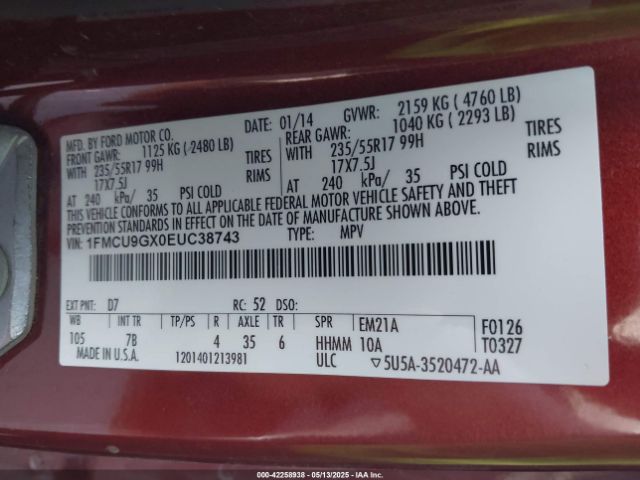 MFD. BY FORD MOTOR CO. DATE: 01/14 GVWR: 2159 KG ( 4760 LB)
FRONT GAWR: 1125 KG ( 2480 LB) REAR GAWR: 1040 KG ( 2293 LB)
WITH 235/55R17 99H TIRES WITH 235/55R17 99H TIRES
17X7.5J RIMS 17X7.5J RIMS
AT 240 kPa/ 35 PSI COLD AT 240 kPa/ 35 PSI COLD
THIS VEHICLE CONFORMS TO ALL APPLICABLE FEDERAL MOTOR VEHICLE SAFETY AND THEFT
PREVENTION STANDARDS IN EFFECT ON THE DATE OF MANUFACTURE SHOWN ABOVE.
VIN: 1FMCU9GX0EUC38743 TYPE: MPV
EXT PNT: D7 RC: 52 DSO:
WB INT TR TP/PS R AXLE TR SPR EM21A F0126
105 7B 4 35 6 HHMM 10A T0327
MADE IN U.S.A. 1201401213981 ULC ▽5U5A-3520472-AA
000-42258938 - 05/13/2025 - IAA Inc.